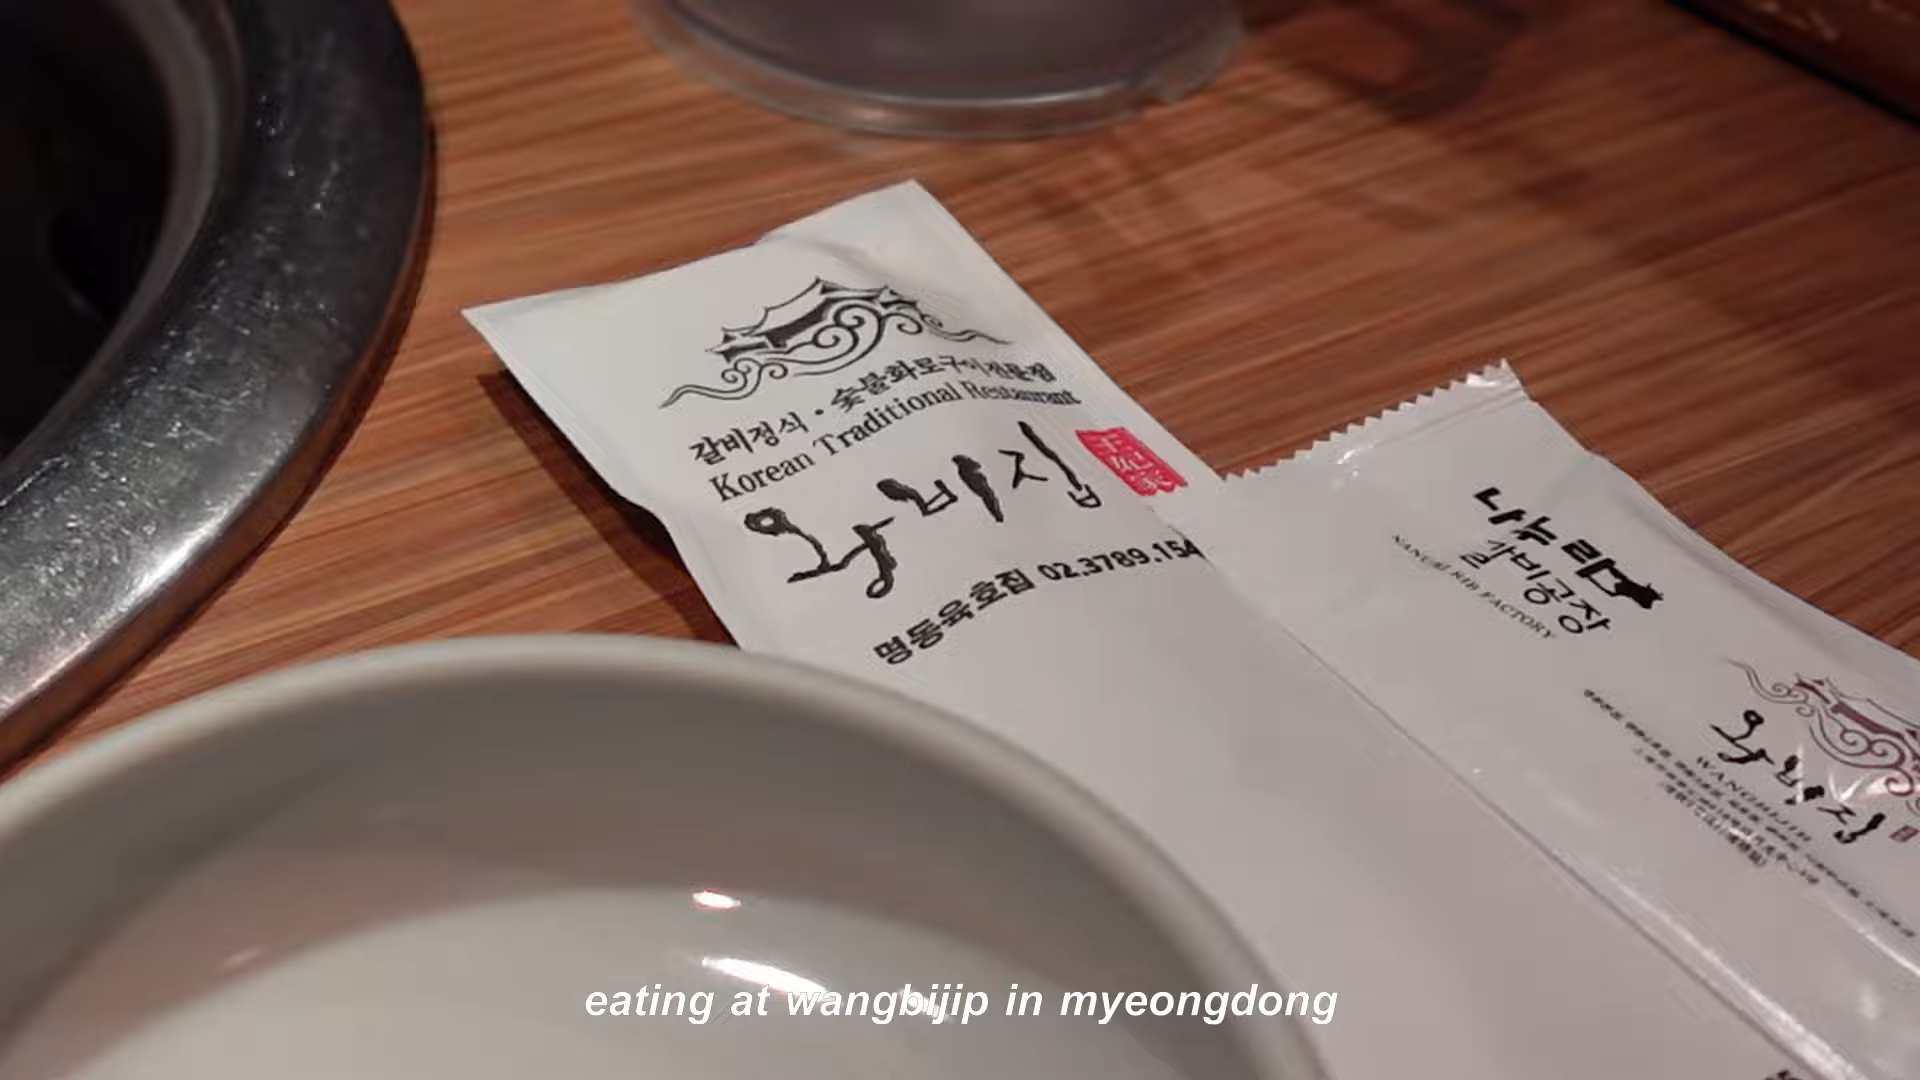 갈비정식 · 숯불화로구이전문점
Korean Traditional Restaurant
왕비집
王妃家
명동육호집 02.3789.154
나누리
갈비공장
NANURI RIB FACTORY
왕비집
WANGBIJIB
eating at wangbijip in myeongdong